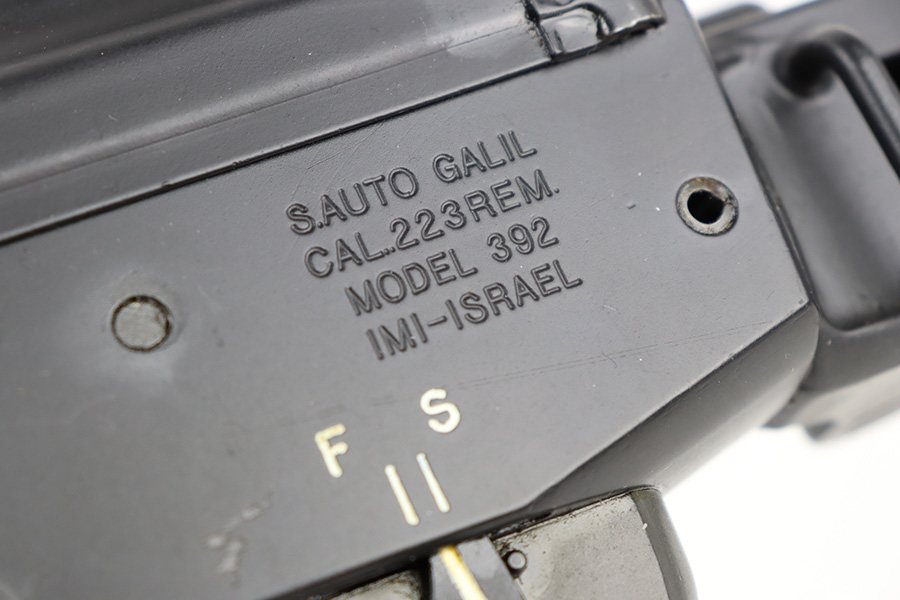 S.AUTO GALIL
CAL..223REM.
MODEL 392
IMI-ISRAEL
F S